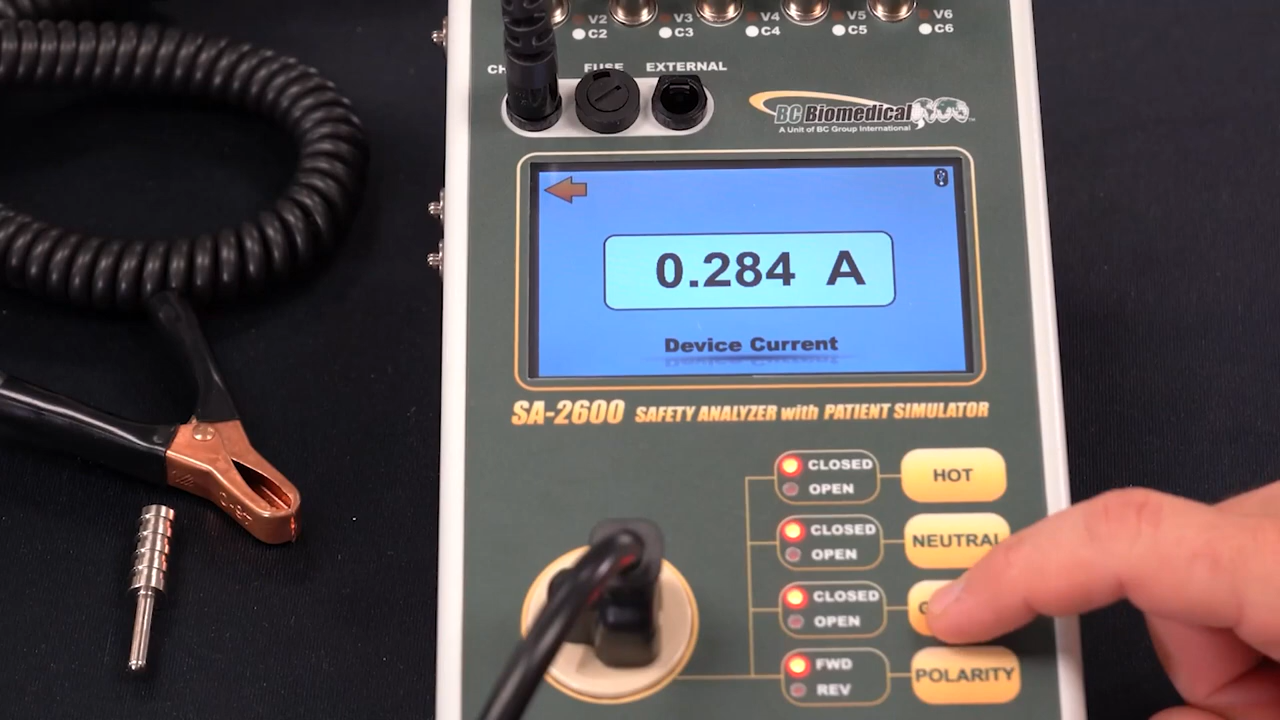 V2 V3 V4 V5 V6
C2 C3 C4 C5 C6
CH FUSE EXTERNAL
BC Biomedical
A Unit of BC Group International
0.284 A
Device Current
SA-2600 SAFETY ANALYZER with PATIENT SIMULATOR
CLOSED
OPEN
HOT
CLOSED
OPEN
NEUTRAL
CLOSED
OPEN
G
FWD
REV
POLARITY